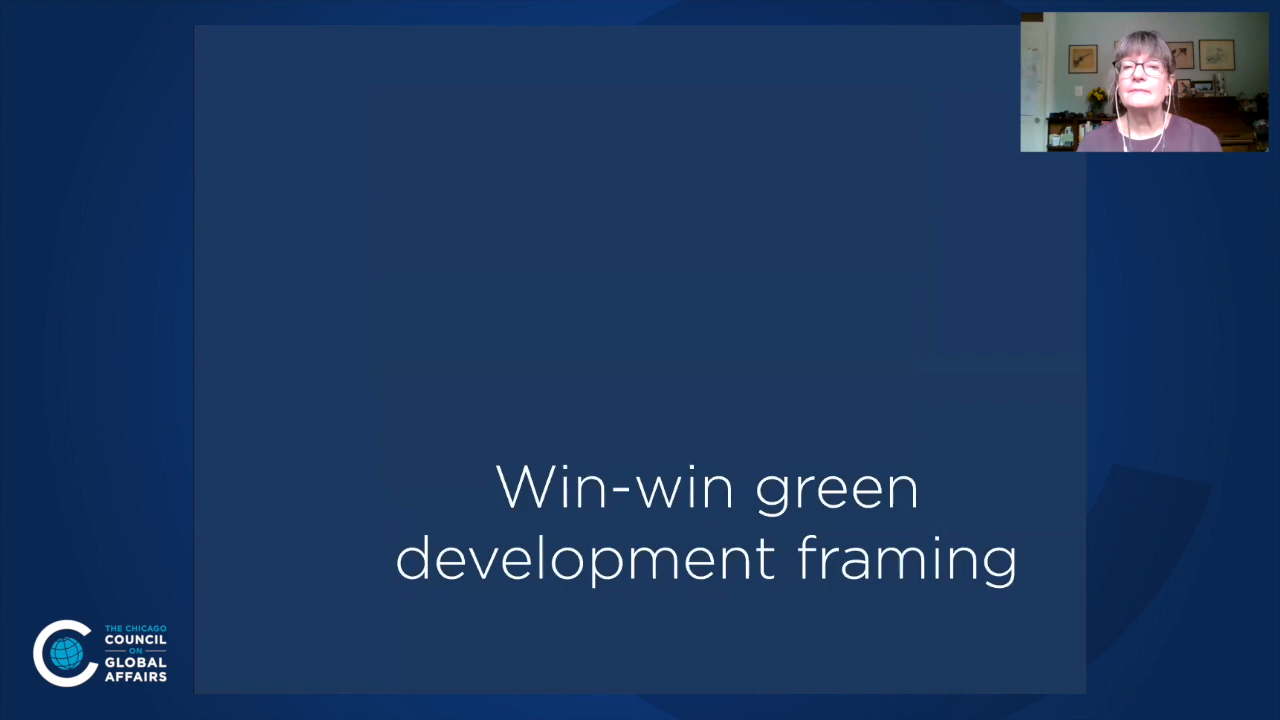 Win-win green
development framing
THE CHICAGO
COUNCIL
ON
GLOBAL
AFFAIRS